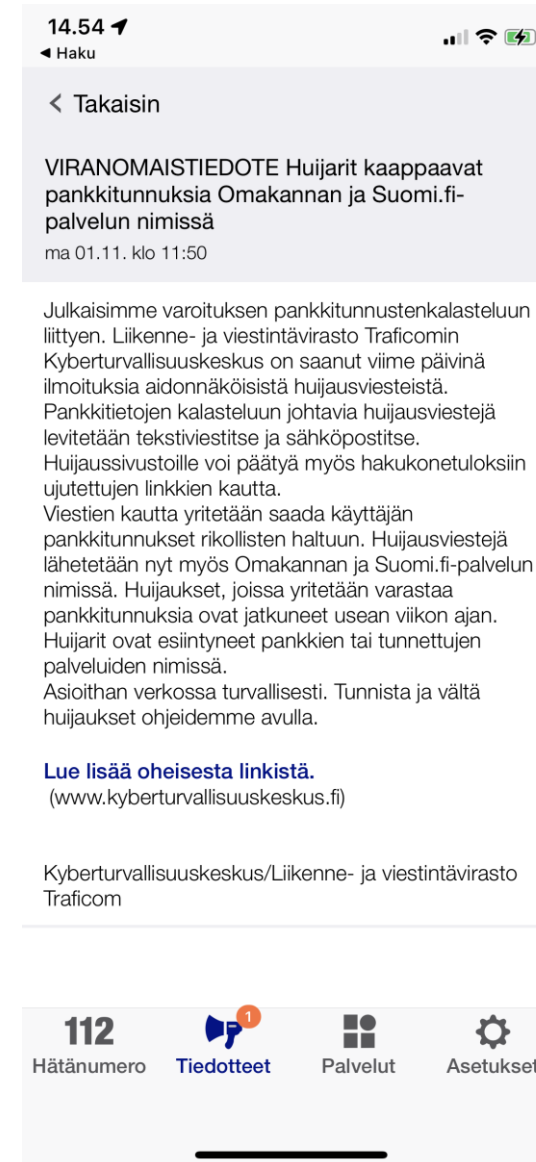 14.54
◀ Haku
< Takaisin
VIRANOMAISTIEDOTE Huijarit kaappaavat
pankkitunnuksia Omakannan ja Suomi.fi-
palvelun nimissä
ma 01.11. klo 11:50
Julkaisimme varoituksen pankkitunnustenkalasteluun
liittyen. Liikenne- ja viestintävirasto Traficomin
Kyberturvallisuuskeskus on saanut viime päivinä
ilmoituksia aidonnäköisistä huijausviesteistä.
Pankkitietojen kalasteluun johtavia huijausviestejä
levitetään tekstiviestitse ja sähköpostitse.
Huijaussivustoille voi päätyä myös hakukonetuloksiin
ujutettujen linkkien kautta.
Viestien kautta yritetään saada käyttäjän
pankkitunnukset rikollisten haltuun. Huijausviestejä
lähetetään nyt myös Omakannan ja Suomi.fi-palvelun
nimissä. Huijaukset, joissa yritetään varastaa
pankkitunnuksia ovat jatkuneet usean viikon ajan.
Huijarit ovat esiintyneet pankkien tai tunnettujen
palveluiden nimissä.
Asioithan verkossa turvallisesti. Tunnista ja vältä
huijaukset ohjeidemme avulla.
Lue lisää oheisesta linkistä.
(www.kyberturvallisuuskeskus.fi)
Kyberturvallisuuskeskus/Liikenne- ja viestintävirasto
Traficom
112
1
Hätänumero Tiedotteet Palvelut Asetukset